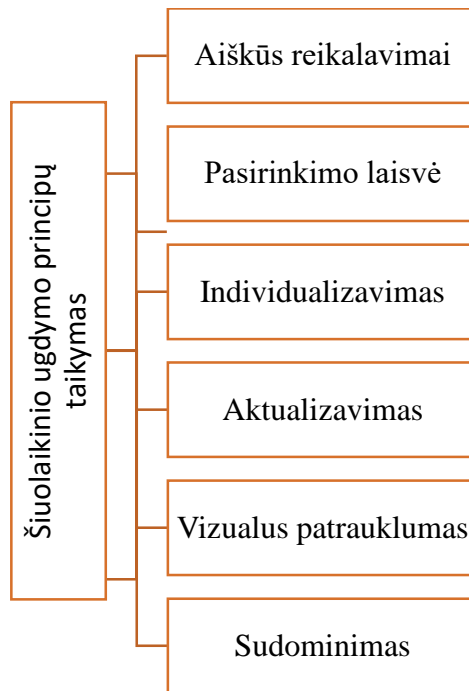 Šiuolaikinio ugdymo principų
taikymas
Aiškūs reikalavimai
Pasirinkimo laisvė
Individualizavimas
Aktualizavimas
Vizualus patrauklumas
Sudominimas